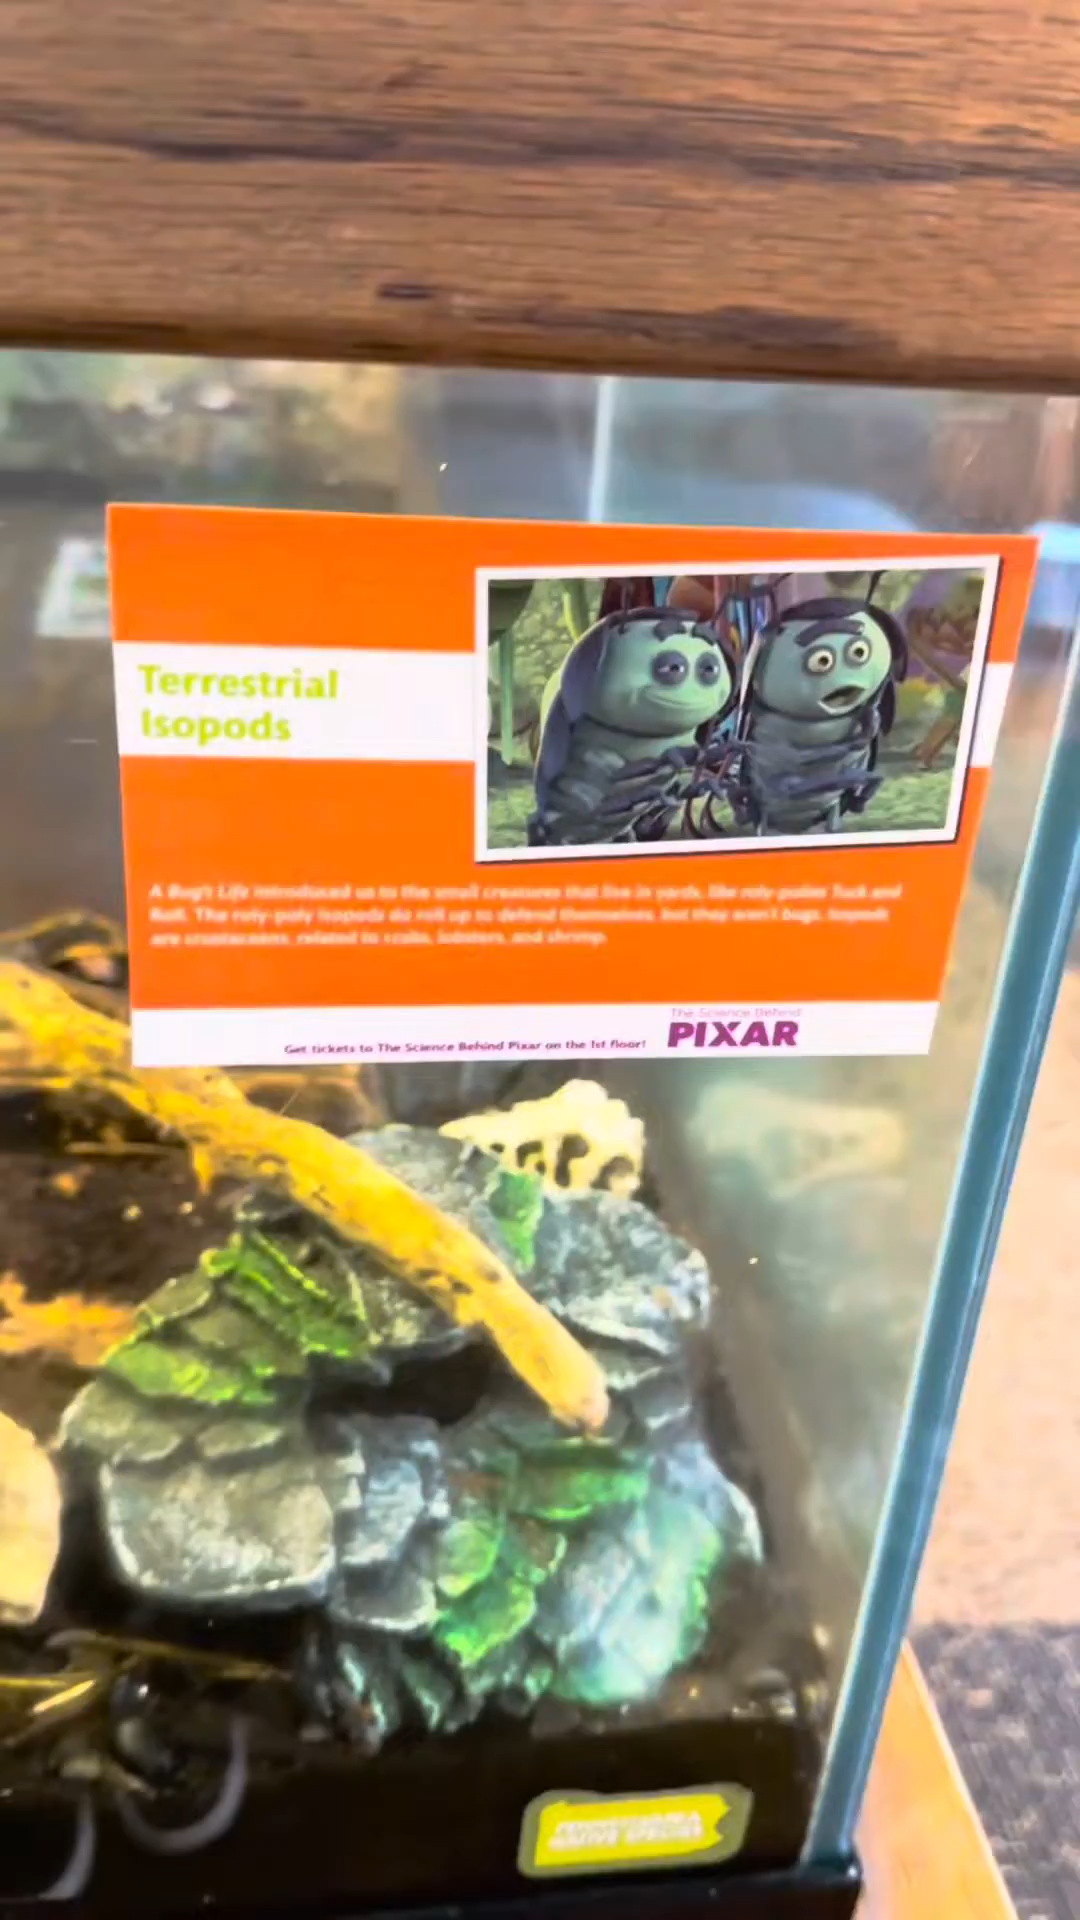 Terrestrial
Isopods
A Bug's Life introduced us to the small creatures that live in yards, like roly-polies Tuck and
Roll. The roly-poly isopods do roll up to defend themselves, but they aren't bugs. Isopods
are crustaceans, related to crabs, lobsters, and shrimp.
Get tickets to The Science Behind Pixar on the 1st floor!
The Science Behind
PIXAR
PENNSYLVANIA
NATIVE SPECIES